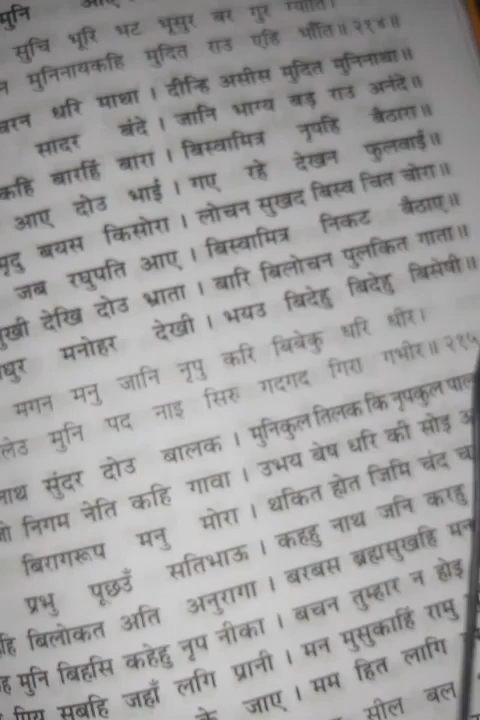 मुनि
सुचि भूरि भट भूसुर बर गुर ग्याति।
मुनिनायकहि मुदित राउ एहि भाँति॥ २१४॥
धरि माथा। दीन्हि असीस मुदित मुनिनाथा॥
सादर बंदे। जानि भाग्य बड़ राउ अनंदे॥
कहि बारहिं बारा। बिस्वामित्र नृपहि बैठारा॥
आए दोउ भाई। गए रहे देखन फुलवाई॥
मृदु बयस किसोरा। लोचन सुखद बिस्व चित चोरा॥
जब रघुपति आए। बिस्वामित्र निकट बैठाए॥
देखि दोउ भ्राता। बारि बिलोचन पुलकित गाता॥
मनोहर देखी। भयउ बिदेहु बिदेहु बिसेषी॥
मगन मनु जानि नृपु करि बिबेकु धरि धीर।
मुनि पद नाइ सिरु गदगद गिरा गभीर॥ २१५
नाथ सुंदर दोउ बालक। मुनिकुल तिलक कि नृपकुल
निगम नेति कहि गावा। उभय बेष धरि की सोइ
बिरागरूप मनु मोरा। थकित होत जिमि चंद
प्रभु पूछउँ सतिभाऊ। कहहु नाथ जनि करहु
बिलोकत अति अनुरागा। बरबस ब्रह्मसुखहि
मुनि बिहसि कहेहु नृप नीका। बचन तुम्हार न होइ
सबहि जहाँ लगि प्रानी। मन मुसुकाहिं रामु
के जाए। मम हित लागि
सील बल